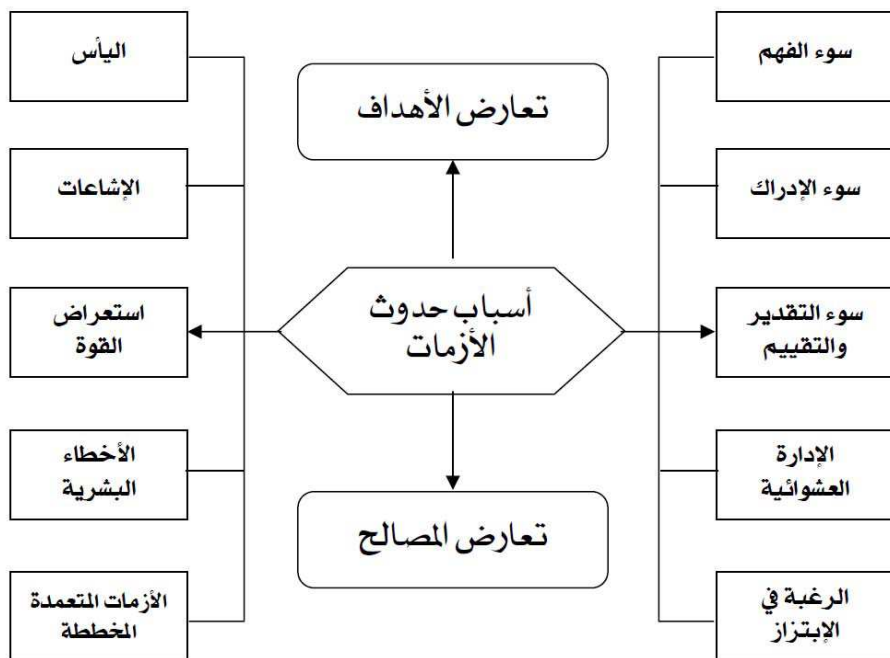 سوء الفهم
سوء الإدراك
سوء التقدير
والتقييم
الإدارة
العشوائية
الرغبة في
الإبتزاز
تعارض الأهداف
أسباب حدوث
الأزمات
تعارض المصالح
اليأس
الإشاعات
استعراض
القوة
الأخطاء
البشرية
الأزمات المتعمدة
المخططة